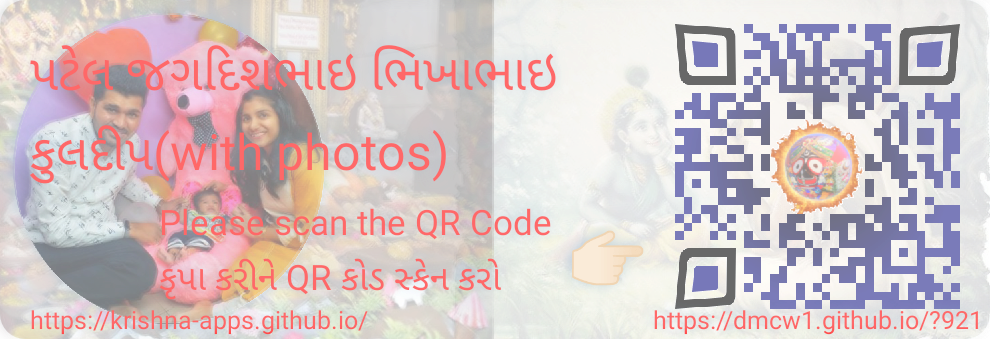 પટેલ જગદિશભાઇ ભિખાભાઇ
કુલદીપ(with photos)
Please scan the QR Code
કૃપા કરીને QR કોડ સ્કેન કરો
https://krishna-apps.github.io/
https://dmcw1.github.io/?921